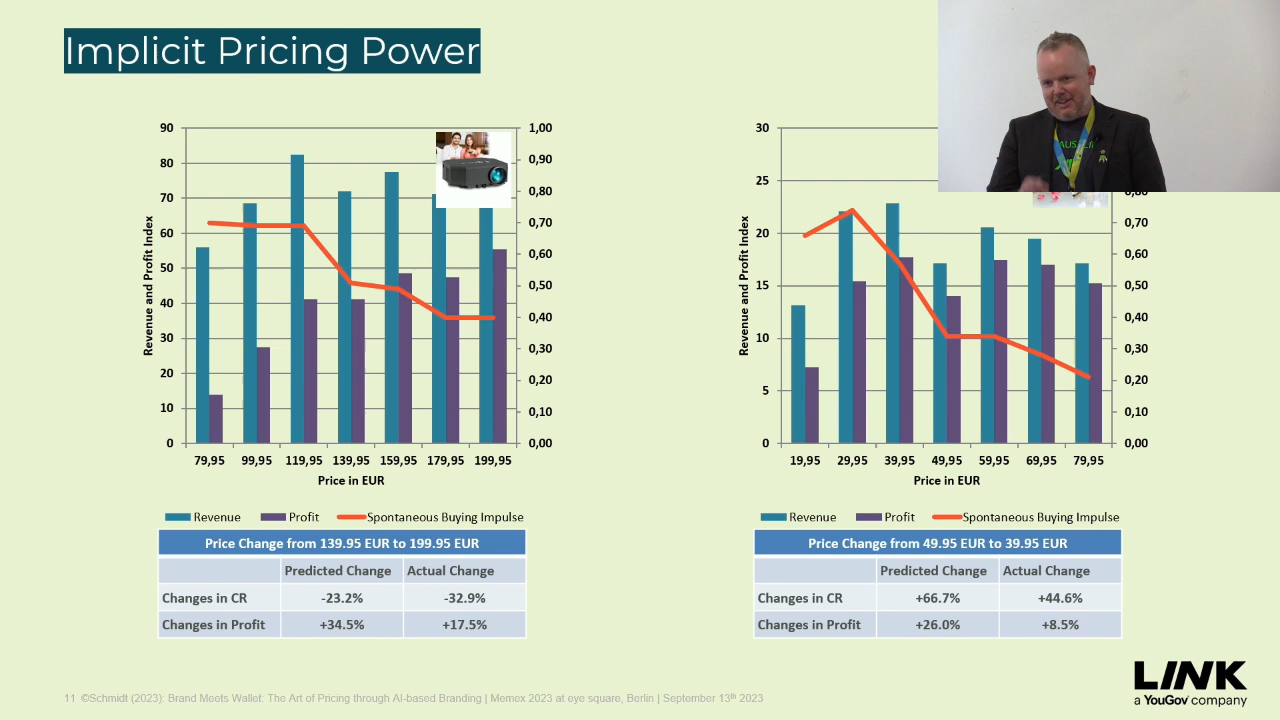 Implicit Pricing Power
90
80
70
60
50
40
30
20
10
0
Revenue and Profit Index
1,00
0,90
0,80
0,70
0,60
0,50
0,40
0,30
0,20
0,10
0,00
79,95 99,95 119,95 139,95 159,95 179,95 199,95
Price in EUR
Revenue Profit Spontaneous Buying Impulse
Price Change from 139.95 EUR to 199.95 EUR
Predicted Change Actual Change
Changes in CR -23.2% -32.9%
Changes in Profit +34.5% +17.5%
30
25
20
15
10
5
0
Revenue and Profit Index
0,80
0,70
0,60
0,50
0,40
0,30
0,20
0,10
0,00
19,95 29,95 39,95 49,95 59,95 69,95 79,95
Price in EUR
Revenue Profit Spontaneous Buying Impulse
Price Change from 49.95 EUR to 39.95 EUR
Predicted Change Actual Change
Changes in CR +66.7% +44.6%
Changes in Profit +26.0% +8.5%
11 ©Schmidt (2023): Brand Meets Wallet: The Art of Pricing through AI-based Branding | Memex 2023 at eye square, Berlin | September 13th 2023
LINK
a YouGov company